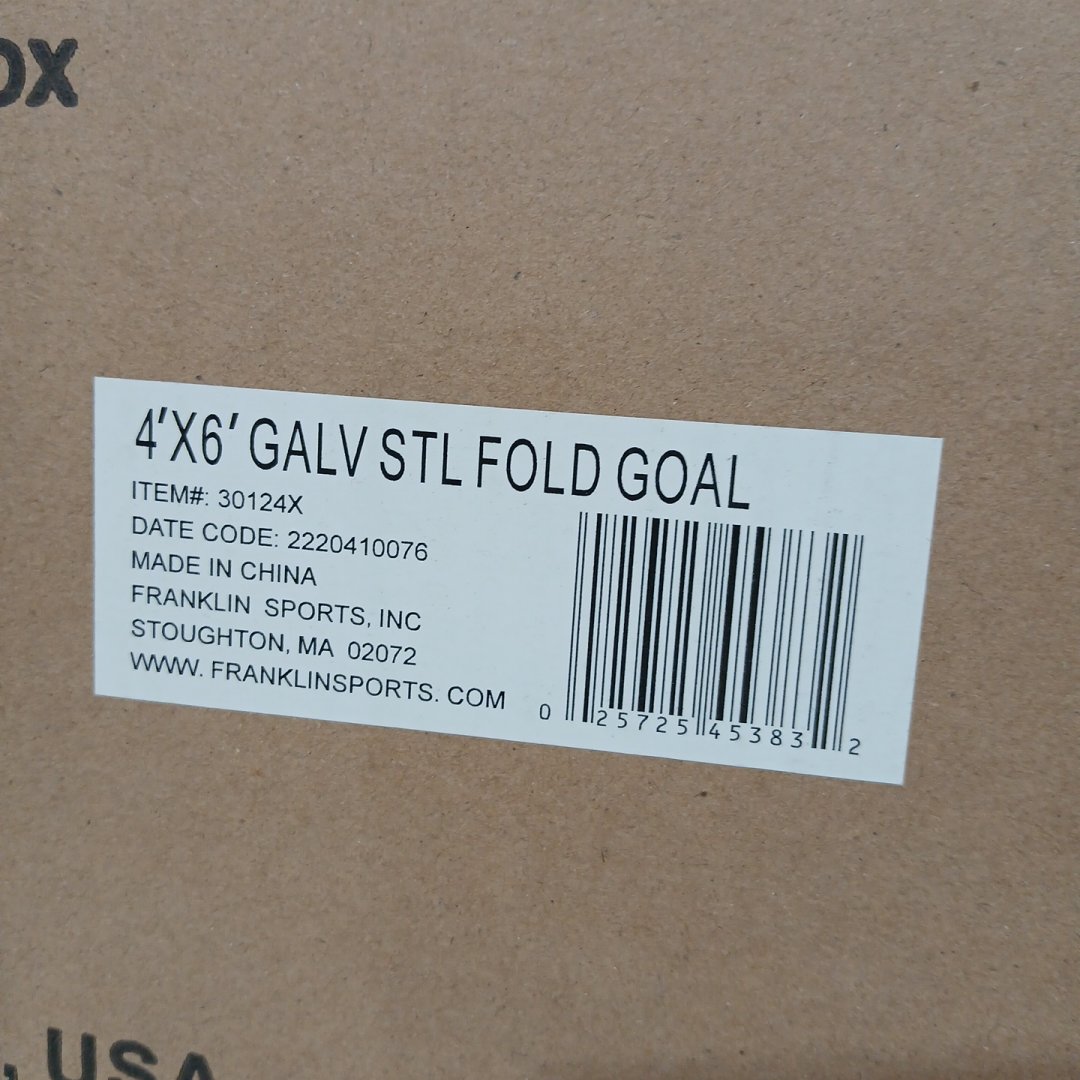 OX
4'X6' GALV STL FOLD GOAL
ITEM#: 30124X
DATE CODE: 2220410076
MADE IN CHINA
FRANKLIN SPORTS, INC
STOUGHTON, MA 02072
WWW. FRANKLINSPORTS. COM
0 25725 45383 2
, USA